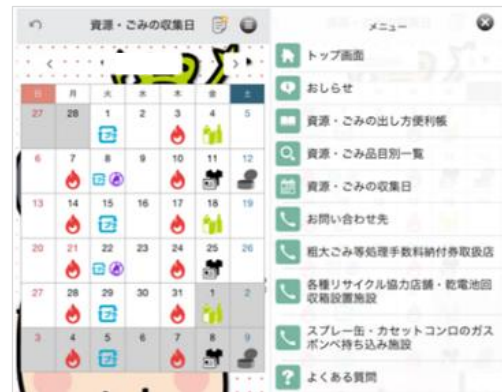 資源・ごみの収集日
日 月 火 水 木 金 土
27 28 1 2 3 4 5
6 7 8 9 10 11 12
13 14 15 16 17 18 19
20 21 22 23 24 25 26
27 28 29 30 31 1 2
3 4 5 6 7 8 9
メニュー
トップ画面
おしらせ
資源・ごみの出し方便利帳
資源・ごみ品目別一覧
資源・ごみの収集日
お問い合わせ先
粗大ごみ等処理手数料納付券取扱店
各種リサイクル協力店舗・乾電池回
収箱設置施設
スプレー缶・カセットコンロのガス
ボンベ持ち込み施設
よくある質問